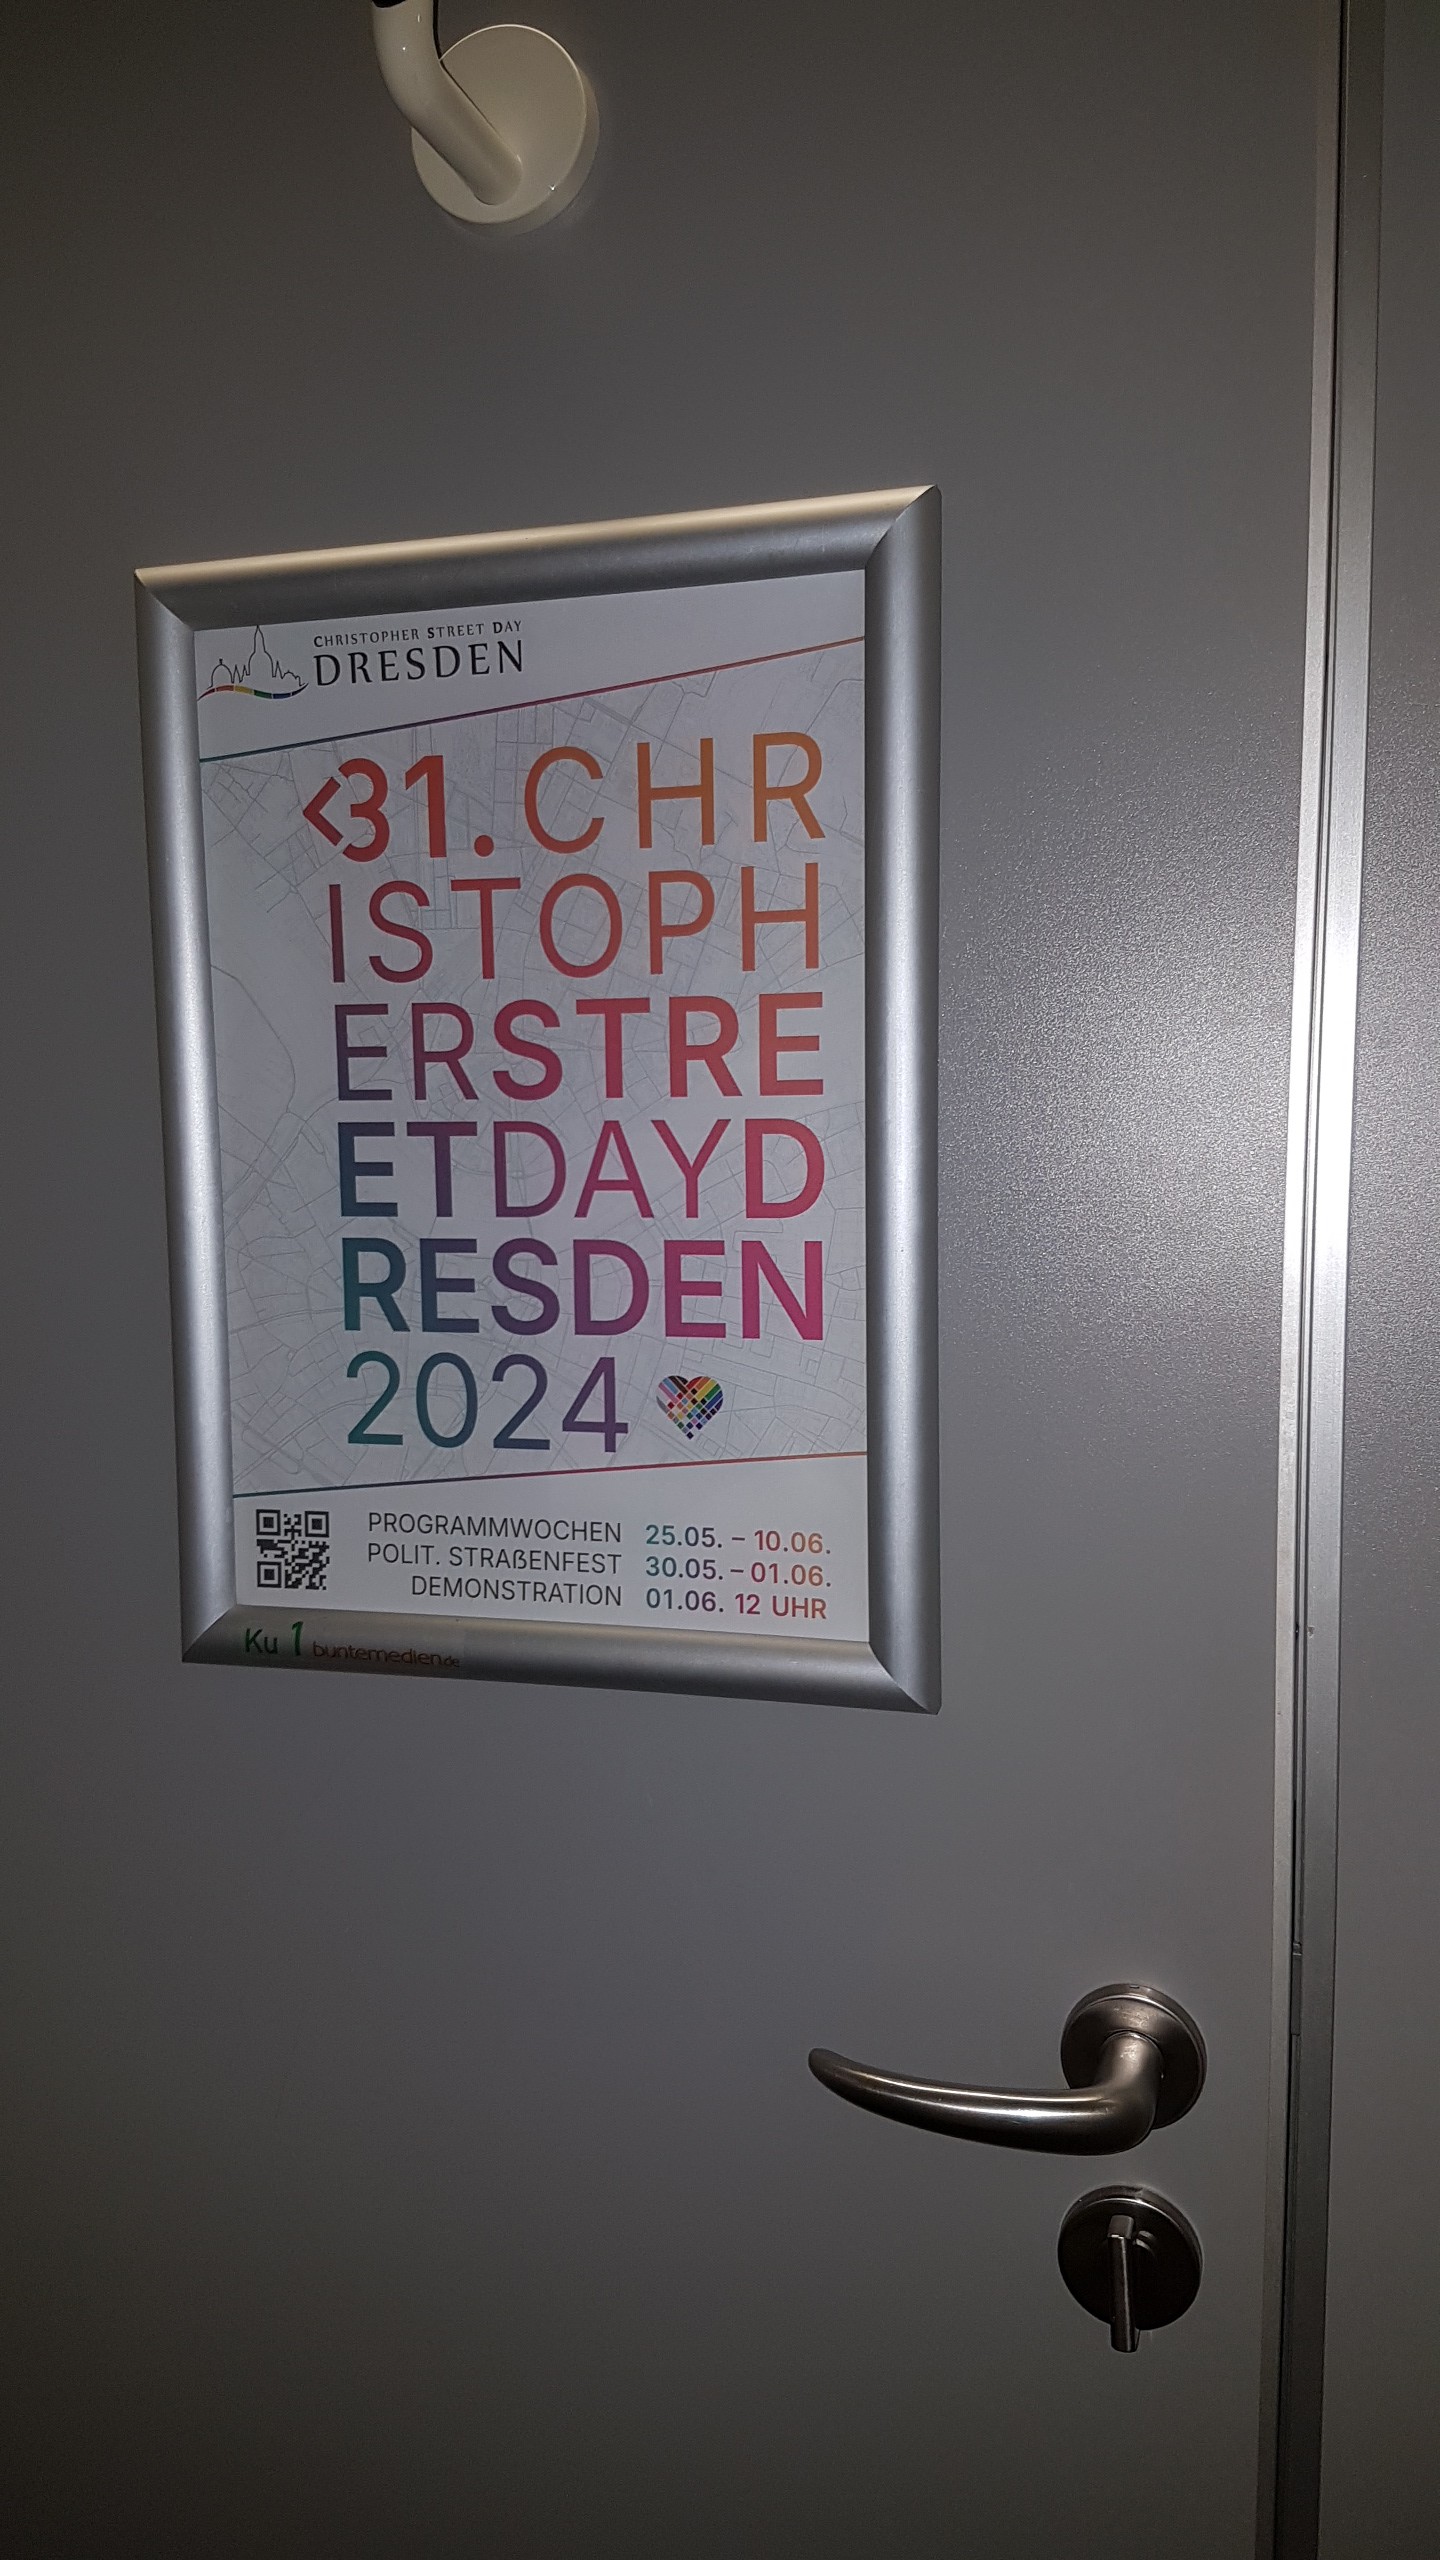 CHRISTOPHER STREET DAY
DRESDEN
<31. CHR
ISTOPH
ERSTRE
ETDAYD
RESDEN
2024
PROGRAMMWOCHEN 25.05. – 10.06.
POLIT. STRAßENFEST 30.05. – 01.06.
DEMONSTRATION 01.06. 12 UHR
Ku 1 buntemedien.de